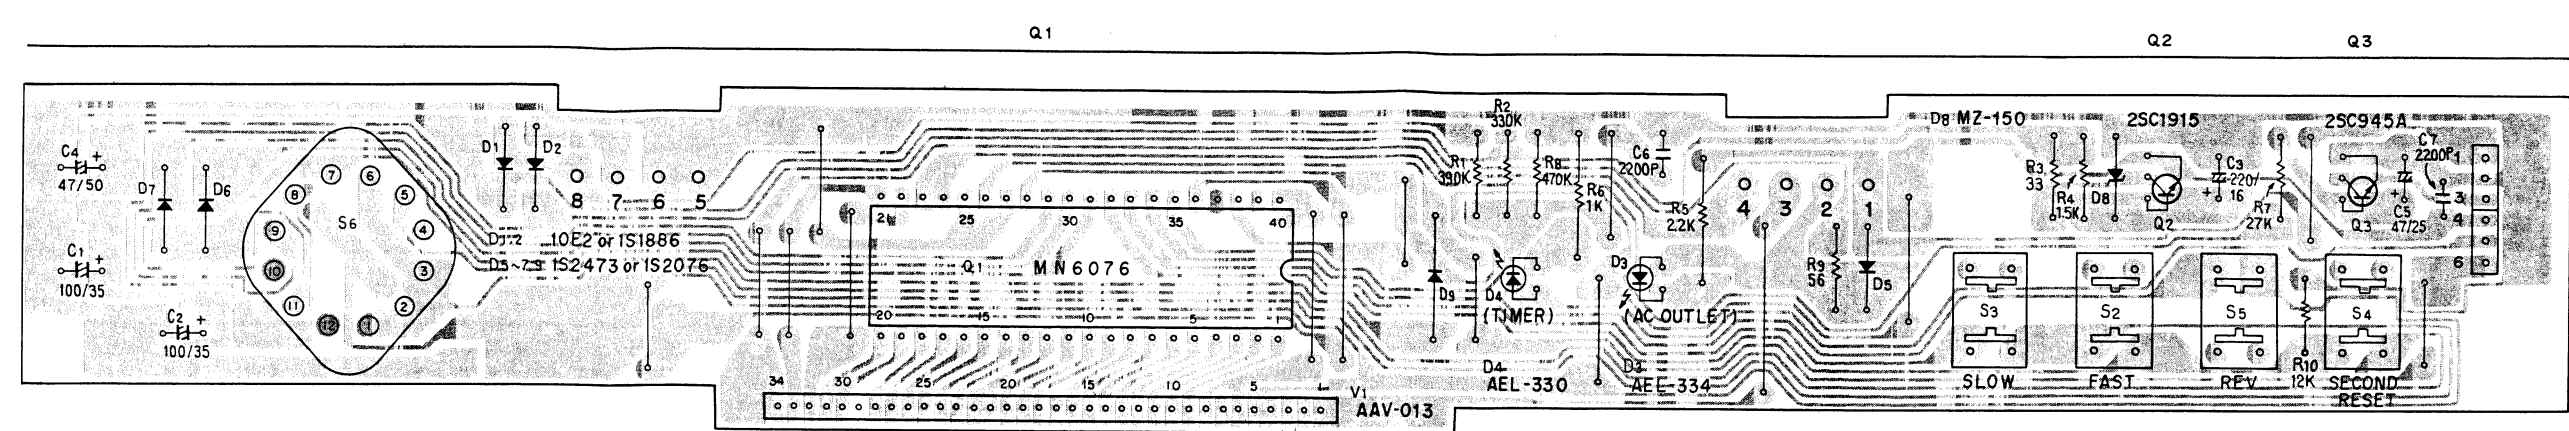 Q1
Q2 Q3
C4 +
47/50
D7
D6
C1 +
100/35
C2 +
100/35
S6
7 6
8 5
9 4
10 3
11 2
12 1
D1 D2
8 7 6 5
D1.2 10E2 or 1S1886
D5~7.9 1S2473 or 1S2076
21 25 30 35 40
Q1 MN6076
20 15 10 5 1
34 30 25 20 15 10 5 1
V1
AAV-013
R2
330K
R1
390K
R8
470K
R6
1K
C6
2200P
R5
2.2K
D9
D4
(TIMER)
D3
(AC OUTLET)
D4
AEL-330
D3
AEL-334
4 3 2 1
R9
56
D5
D8 MZ-150
2SC1915
2SC945A
R3
33
R4
1.5K
D8
Q2
C3
220/
+ 16
R7
27K
Q3
+
C5
47/25
C7
2200P
1
3
4
6
S3
SLOW
S2
FAST
S5
REV
R10
12K
S4
SECOND
RESET